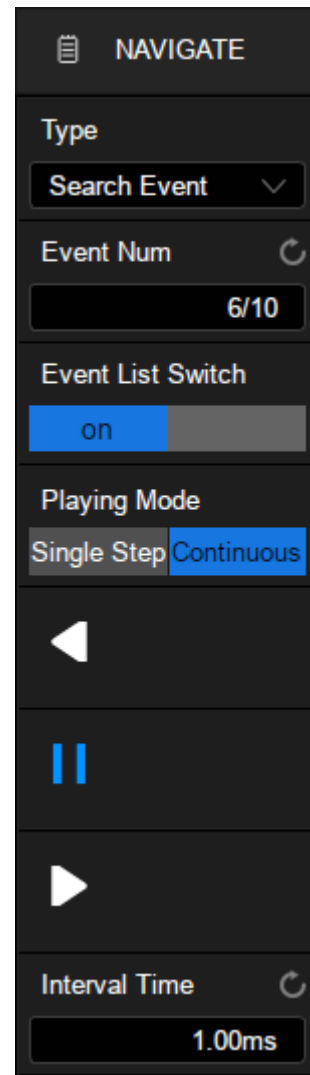 NAVIGATE
Type
Search Event
Event Num
6/10
Event List Switch
on
Playing Mode
Single Step Continuous
Interval Time
1.00ms